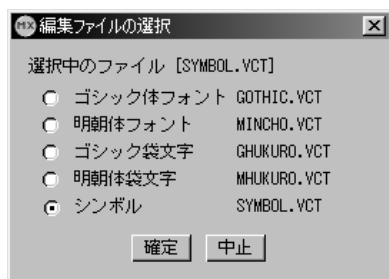 MIX 編集ファイルの選択
選択中のファイル [SYMBOL.VCT]
ゴシック体フォント GOTHIC.VCT
明朝体フォント MINCHO.VCT
ゴシック袋文字 GHUKURO.VCT
明朝体袋文字 MHUKURO.VCT
シンボル SYMBOL.VCT
確定 中止